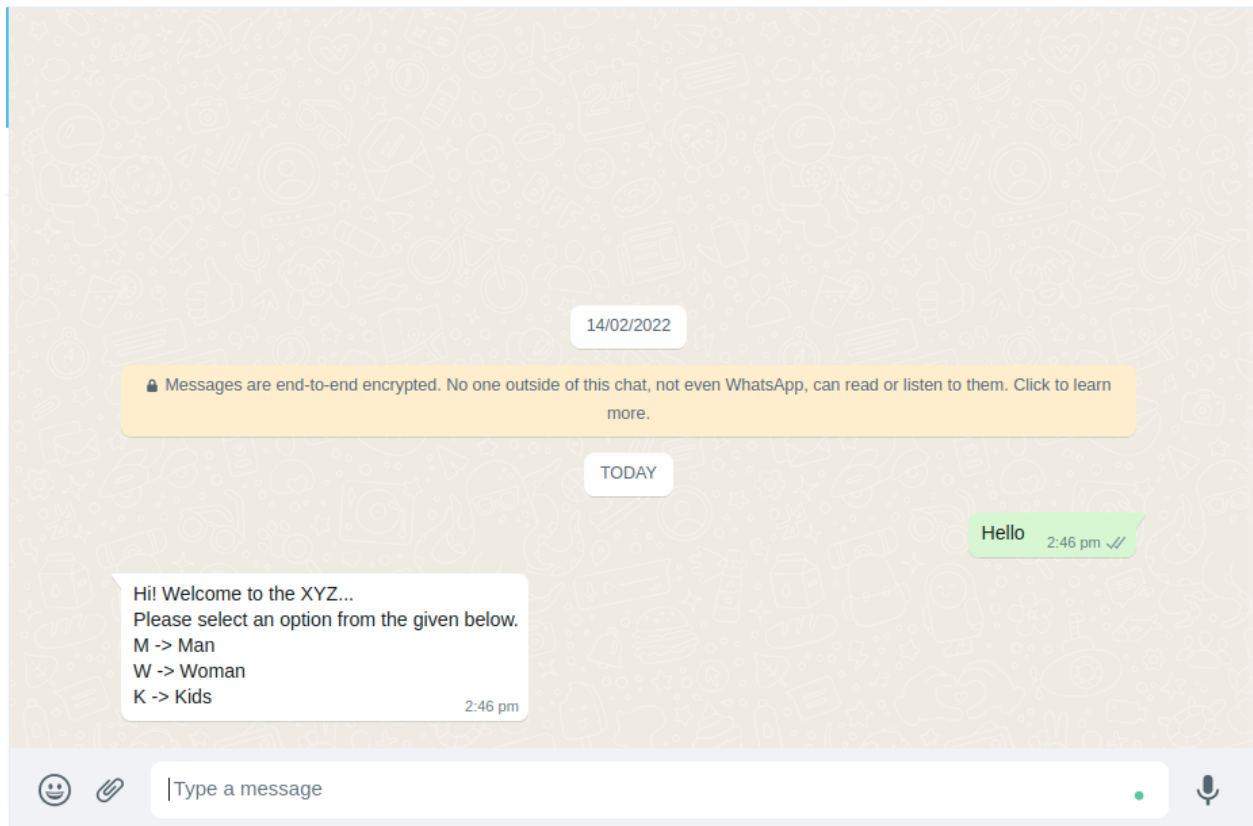 14/02/2022
Messages are end-to-end encrypted. No one outside of this chat, not even WhatsApp, can read or listen to them. Click to learn
more.
TODAY
Hello
2:46 pm
Hi! Welcome to the XYZ...
Please select an option from the given below.
M -> Man
W -> Woman
K -> Kids
2:46 pm
Type a message